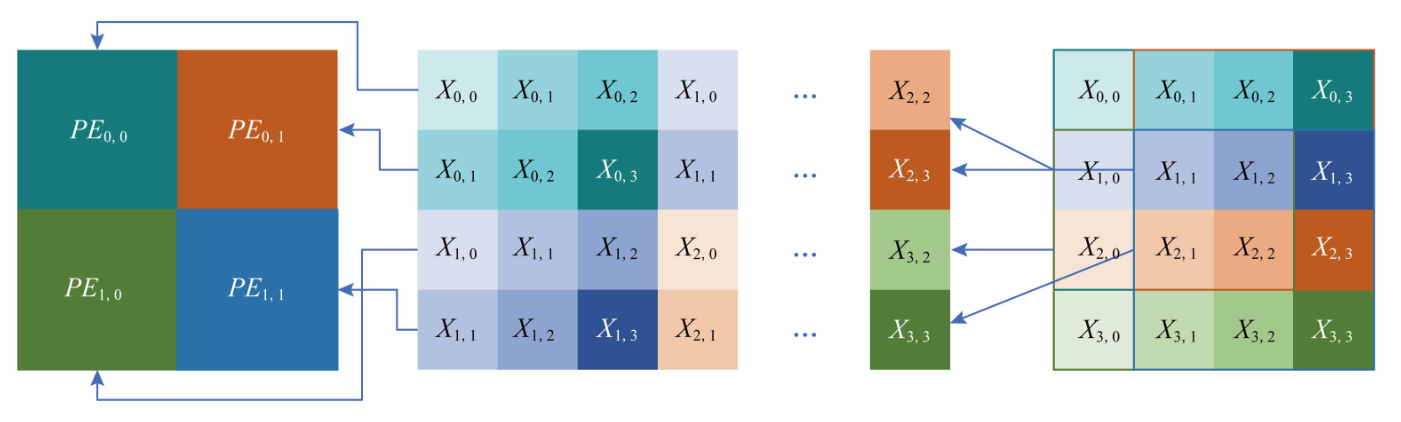 PE0, 0 PE0, 1
PE1, 0 PE1, 1
X0, 0 X0, 1 X0, 2 X1, 0 ... X2, 2
X0, 1 X0, 2 X0, 3 X1, 1 ... X2, 3
X1, 0 X1, 1 X1, 2 X2, 0 ... X3, 2
X1, 1 X1, 2 X1, 3 X2, 1 ... X3, 3
X0, 0 X0, 1 X0, 2 X0, 3
X1, 0 X1, 1 X1, 2 X1, 3
X2, 0 X2, 1 X2, 2 X2, 3
X3, 0 X3, 1 X3, 2 X3, 3